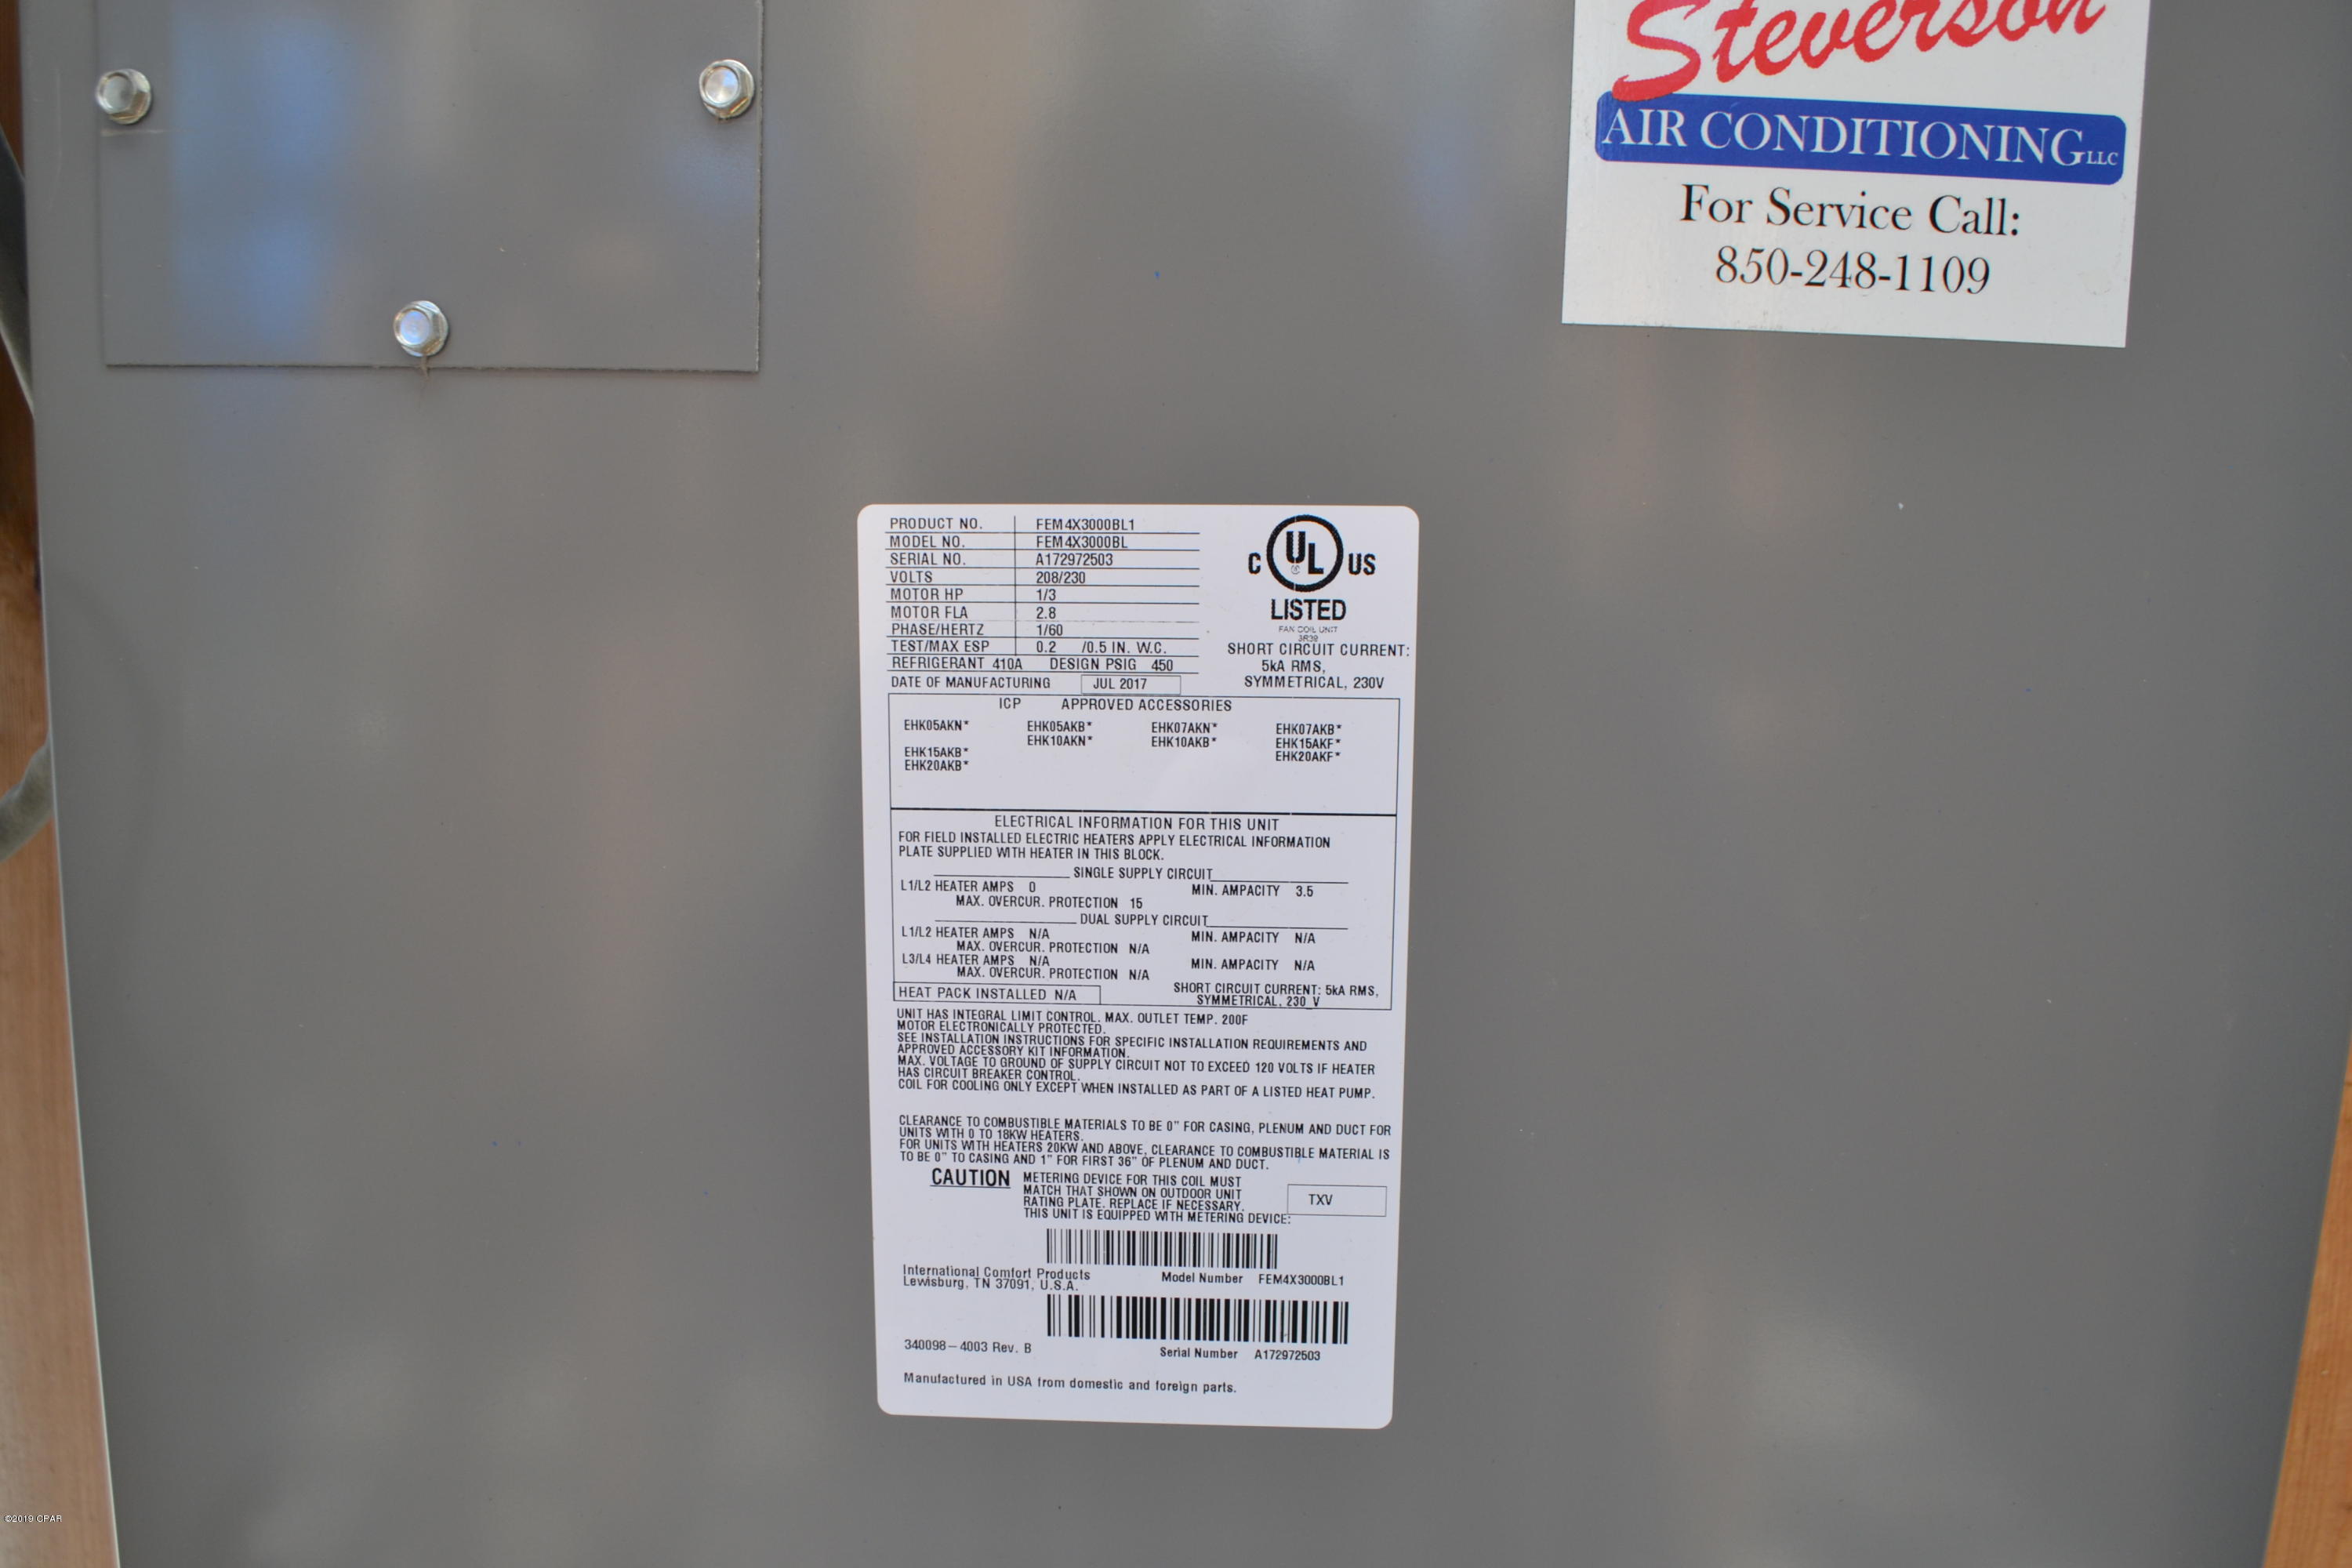 Steverson
AIR CONDITIONING LLC
For Service Call:
850-248-1109
PRODUCT NO. FEM4X3000BL1
MODEL NO. FEM4X3000BL
SERIAL NO. A172972503
VOLTS 208/230
MOTOR HP 1/3
MOTOR FLA 2.8
PHASE/HERTZ 1/60
TEST/MAX ESP 0.2 /0.5 IN. W.C.
REFRIGERANT 410A DESIGN PSIG 450
DATE OF MANUFACTURING JUL 2017
C UL US
LISTED
FAN COIL UNIT
3R39
SHORT CIRCUIT CURRENT:
5kA RMS,
SYMMETRICAL, 230V
ICP APPROVED ACCESSORIES
EHK05AKN* EHK05AKB* EHK07AKN* EHK07AKB*
EHK10AKN* EHK10AKB* EHK15AKF*
EHK15AKB* EHK20AKF*
EHK20AKB*
ELECTRICAL INFORMATION FOR THIS UNIT
FOR FIELD INSTALLED ELECTRIC HEATERS APPLY ELECTRICAL INFORMATION
PLATE SUPPLIED WITH HEATER IN THIS BLOCK.
SINGLE SUPPLY CIRCUIT
L1/L2 HEATER AMPS 0 MIN. AMPACITY 3.5
MAX. OVERCUR. PROTECTION 15
DUAL SUPPLY CIRCUIT
L1/L2 HEATER AMPS N/A MIN. AMPACITY N/A
MAX. OVERCUR. PROTECTION N/A
L3/L4 HEATER AMPS N/A MIN. AMPACITY N/A
MAX. OVERCUR. PROTECTION N/A
HEAT PACK INSTALLED N/A
SHORT CIRCUIT CURRENT: 5kA RMS,
SYMMETRICAL, 230 V
UNIT HAS INTEGRAL LIMIT CONTROL. MAX. OUTLET TEMP. 200F
MOTOR ELECTRONICALLY PROTECTED.
SEE INSTALLATION INSTRUCTIONS FOR SPECIFIC INSTALLATION REQUIREMENTS AND
APPROVED ACCESSORY KIT INFORMATION.
MAX. VOLTAGE TO GROUND OF SUPPLY CIRCUIT NOT TO EXCEED 120 VOLTS IF HEATER
HAS CIRCUIT BREAKER CONTROL.
COIL FOR COOLING ONLY EXCEPT WHEN INSTALLED AS PART OF A LISTED HEAT PUMP.
CLEARANCE TO COMBUSTIBLE MATERIALS TO BE 0" FOR CASING, PLENUM AND DUCT FOR
UNITS WITH 0 TO 18KW HEATERS.
FOR UNITS WITH HEATERS 20KW AND ABOVE, CLEARANCE TO COMBUSTIBLE MATERIAL IS
TO BE 0" TO CASING AND 1" FOR FIRST 36" OF PLENUM AND DUCT.
CAUTION METERING DEVICE FOR THIS COIL MUST
MATCH THAT SHOWN ON OUTDOOR UNIT
RATING PLATE. REPLACE IF NECESSARY.
THIS UNIT IS EQUIPPED WITH METERING DEVICE: TXV
International Comfort Products
Lewisburg, TN 37091, U.S.A.
Model Number FEM4X3000BL1
340098-4003 Rev. B
Serial Number A172972503
Manufactured in USA from domestic and foreign parts.
©2019 CPAR